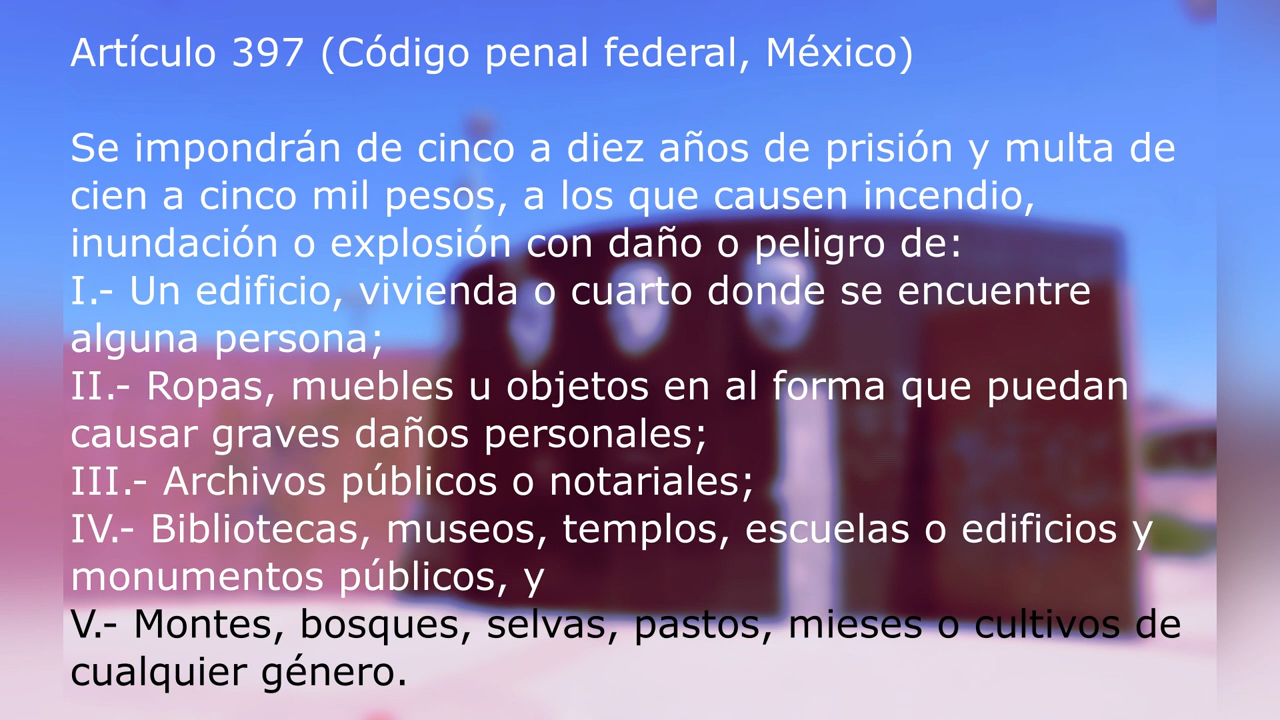 Artículo 397 (Código penal federal, México)
Se impondrán de cinco a diez años de prisión y multa de
cien a cinco mil pesos, a los que causen incendio,
inundación o explosión con daño o peligro de:
I.- Un edificio, vivienda o cuarto donde se encuentre
alguna persona;
II.- Ropas, muebles u objetos en al forma que puedan
causar graves daños personales;
III.- Archivos públicos o notariales;
IV.- Bibliotecas, museos, templos, escuelas o edificios y
monumentos públicos, y
V.- Montes, bosques, selvas, pastos, mieses o cultivos de
cualquier género.